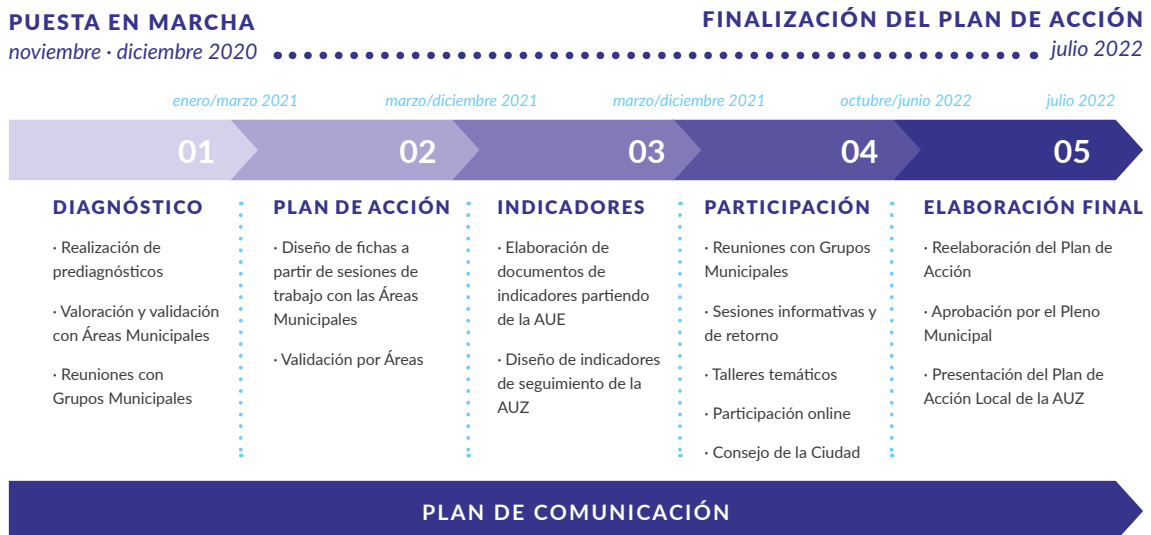 PUESTA EN MARCHA
noviembre · diciembre 2020
FINALIZACIÓN DEL PLAN DE ACCIÓN
julio 2022
enero/marzo 2021
marzo/diciembre 2021
marzo/diciembre 2021
octubre/junio 2022
julio 2022
01
02
03
04
05
DIAGNÓSTICO
· Realización de
prediagnósticos
· Valoración y validación
con Áreas Municipales
· Reuniones con
Grupos Municipales
PLAN DE ACCIÓN
· Diseño de fichas a
partir de sesiones de
trabajo con las Áreas
Municipales
· Validación por Áreas
INDICADORES
· Elaboración de
documentos de
indicadores partiendo
de la AUE
· Diseño de indicadores
de seguimiento de la
AUZ
PARTICIPACIÓN
· Reuniones con Grupos
Municipales
· Sesiones informativas y
de retorno
· Talleres temáticos
· Participación online
· Consejo de la Ciudad
ELABORACIÓN FINAL
· Reelaboración del Plan de
Acción
· Aprobación por el Pleno
Municipal
· Presentación del Plan de
Acción Local de la AUZ
PLAN DE COMUNICACIÓN